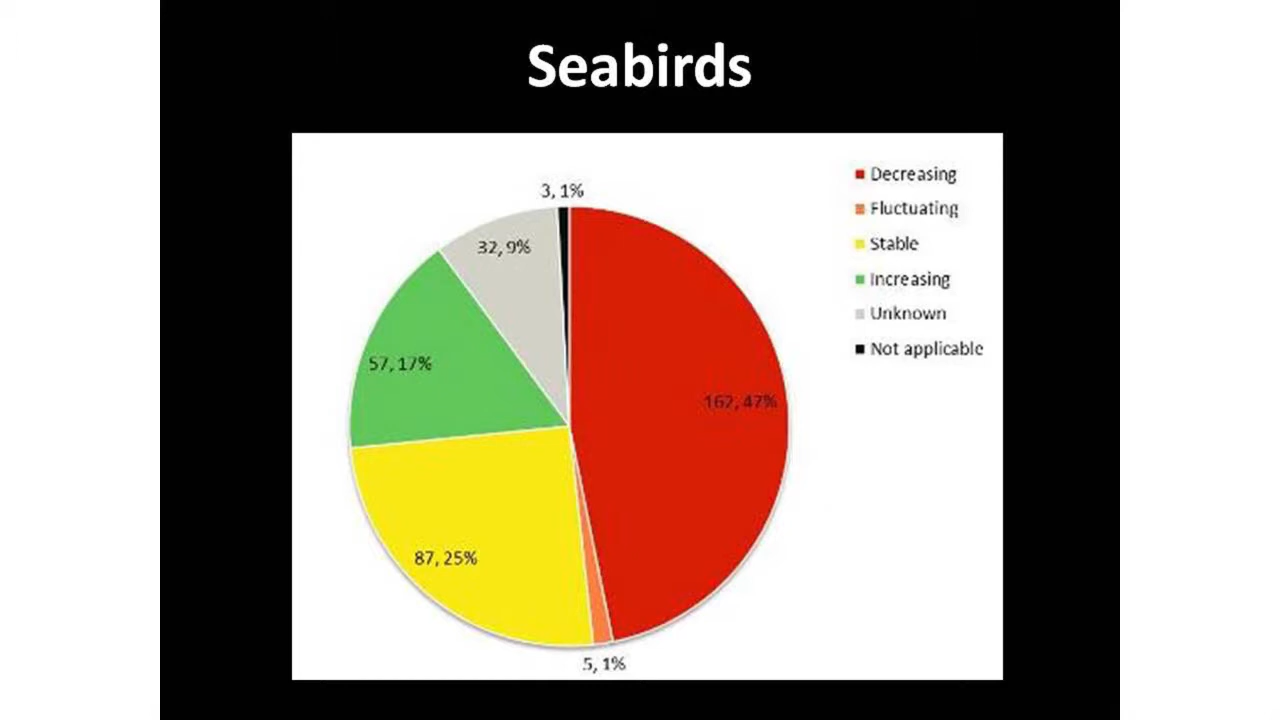 Seabirds
3, 1%
32, 9%
57, 17%
162, 47%
87, 25%
5, 1%
Decreasing
Fluctuating
Stable
Increasing
Unknown
Not applicable